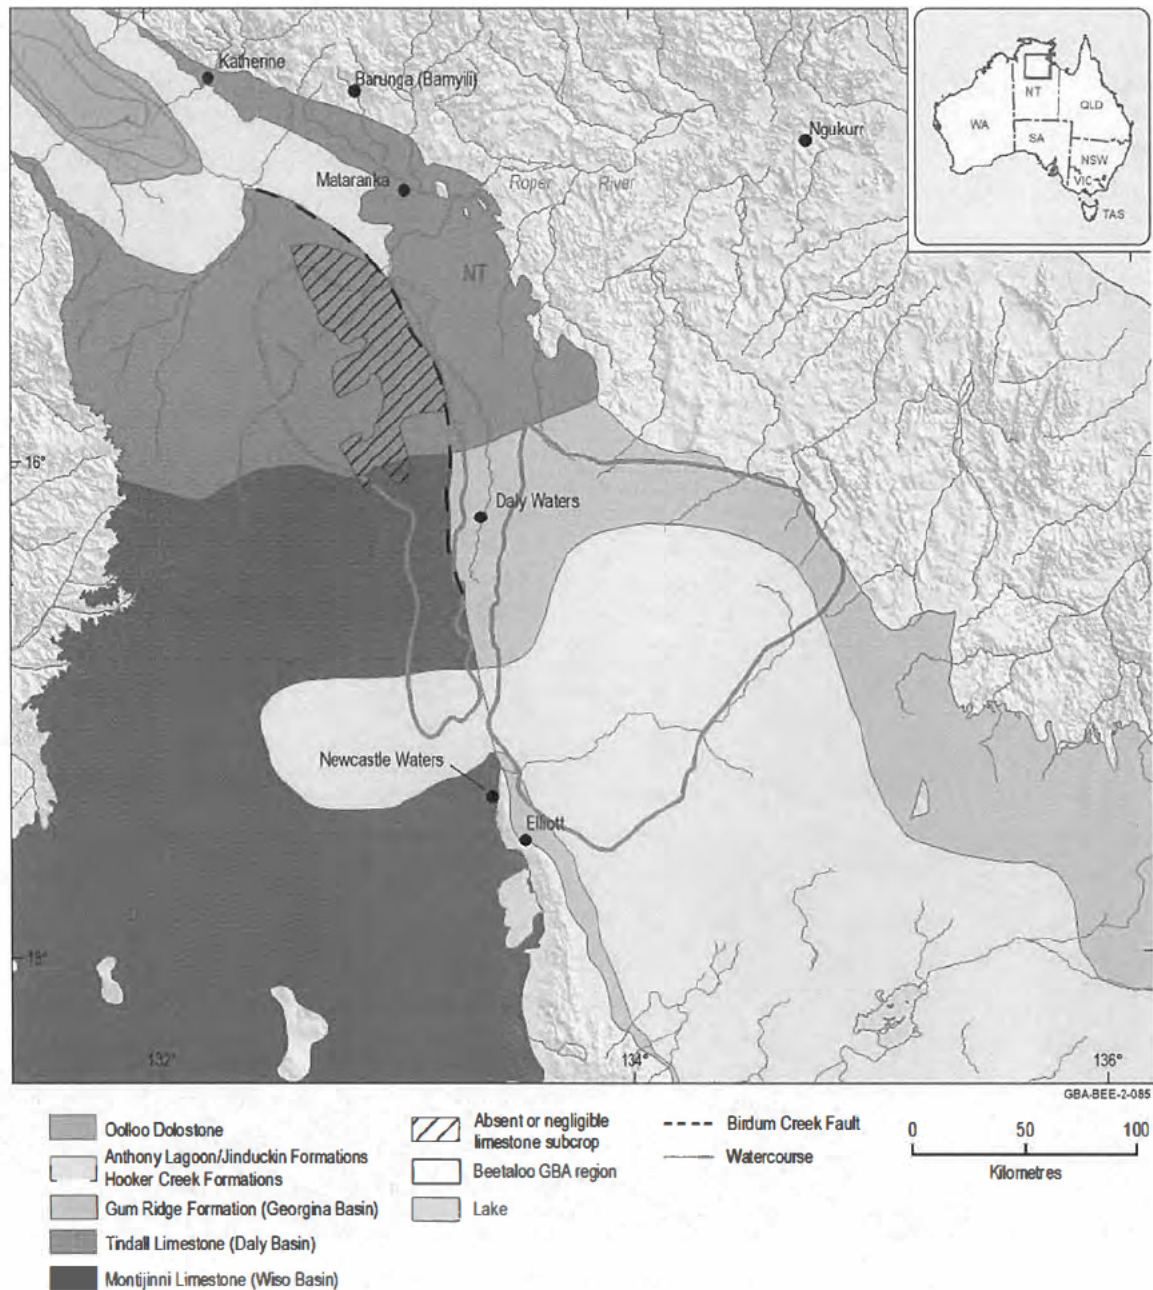 Katherine
Barunga (Bamyili)
Ngukurr
Mataranka
Roper River
NT
NT
QLD
WA
SA
NSW
VIC
TAS
16°
Daly Waters
Newcastle Waters
Elliott
18°
132°
134°
136°
GBA-BEE-2-085
Oolloo Dolostone
Anthony Lagoon/Jinduckin Formations
Hooker Creek Formations
Gum Ridge Formation (Georgina Basin)
Tindall Limestone (Daly Basin)
Montijinni Limestone (Wiso Basin)
Absent or negligible
limestone subcrop
Beetaloo GBA region
Lake
Birdum Creek Fault
Watercourse
0 50 100
Kilometres